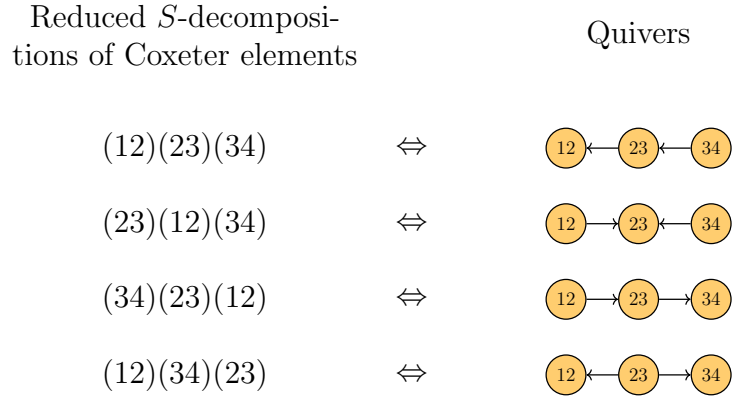 Reduced S-decomposi-
tions of Coxeter elements
Quivers
(12)(23)(34) ⇔ 12 23 34
(23)(12)(34) ⇔ 12 23 34
(34)(23)(12) ⇔ 12 23 34
(12)(34)(23) ⇔ 12 23 34